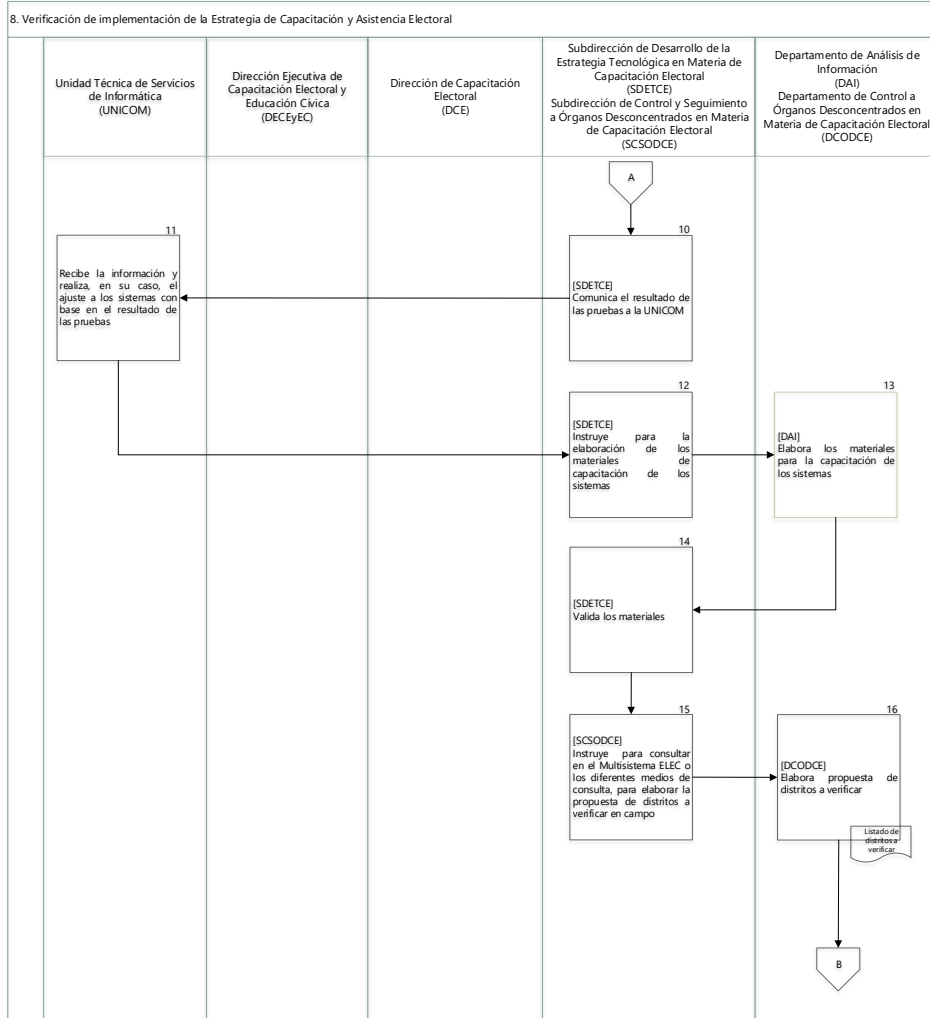 8. Verificación de implementación de la Estrategia de Capacitación y Asistencia Electoral
Unidad Técnica de Servicios
de Informática
(UNICOM)
Dirección Ejecutiva de
Capacitación Electoral y
Educación Cívica
(DECEyEC)
Dirección de Capacitación
Electoral
(DCE)
Subdirección de Desarrollo de la
Estrategia Tecnológica en Materia de
Capacitación Electoral
(SDETCE)
Subdirección de Control y Seguimiento
a Órganos Desconcentrados en Materia
de Capacitación Electoral
(SCSODCE)
Departamento de Análisis de
Información
(DAI)
Departamento de Control a
Órganos Desconcentrados en
Materia de Capacitación Electoral
(DCODCE)
A
10
[SDETCE]
Comunica el resultado de
las pruebas a la UNICOM
11
Recibe la información y
realiza, en su caso, el
ajuste a los sistemas con
base en el resultado de
las pruebas
12
[SDETCE]
Instruye para la
elaboración de los
materiales de
capacitación de los
sistemas
13
[DAI]
Elabora los materiales
para la capacitación de
los sistemas
14
[SDETCE]
Valida los materiales
15
[SCSODCE]
Instruye para consultar
en el Multisistema ELEC o
los diferentes medios de
consulta, para elaborar la
propuesta de distritos a
verificar en campo
16
[DCODCE]
Elabora propuesta de
distritos a verificar
Listado de
distritos a
verificar
B